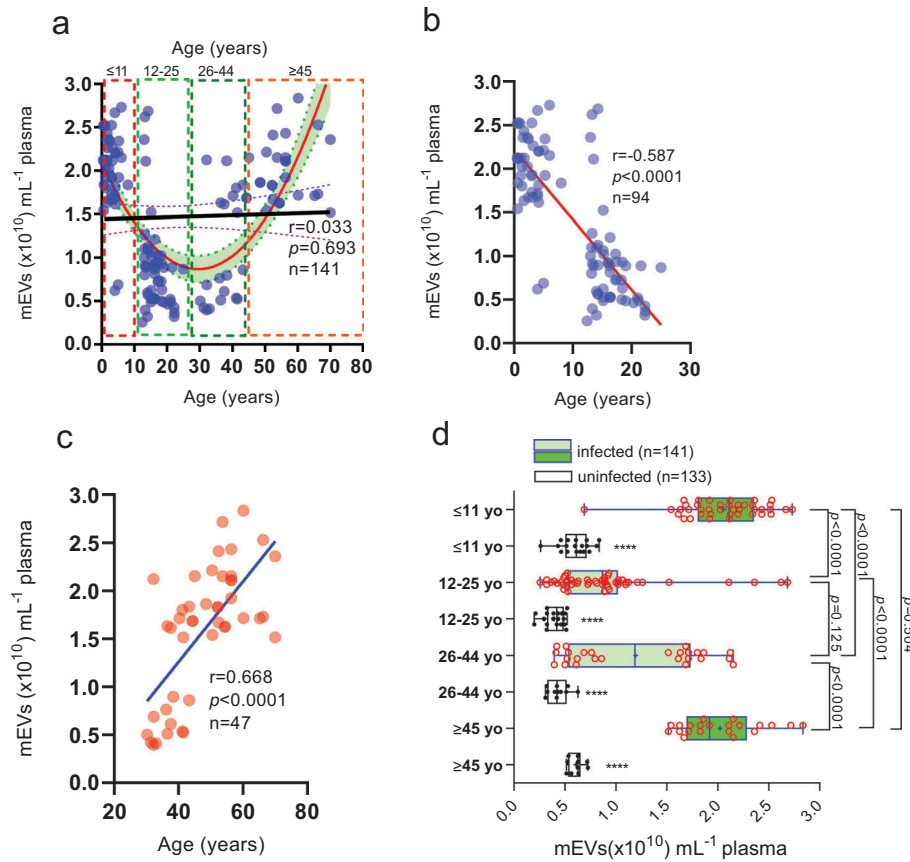 a
Age (years)
≤11 12-25 26-44 ≥45
mEVs (x10¹⁰) mL⁻¹ plasma
3.0
2.5
2.0
1.5
1.0
0.5
0.0
r=0.033
p=0.693
n=141
0 10 20 30 40 50 60 70 80
Age (years)
b
mEVs (x10¹⁰) mL⁻¹ plasma
3.0
2.5
2.0
1.5
1.0
0.5
0.0
r=-0.587
p<0.0001
n=94
0 10 20 30
Age (years)
c
mEVs (x10¹⁰) mL⁻¹ plasma
3.0
2.5
2.0
1.5
1.0
0.5
0.0
r=0.668
p<0.0001
n=47
20 40 60 80
Age (years)
d
infected (n=141)
uninfected (n=133)
≤11 yo
≤11 yo ****
12-25 yo
12-25 yo ****
26-44 yo
26-44 yo ****
≥45 yo
≥45 yo ****
p<0.0001
p=0.125
p<0.0001
p<0.0001
p<0.0001
0.0 0.5 1.0 1.5 2.0 2.5 3.0
mEVs(x10¹⁰) mL⁻¹ plasma